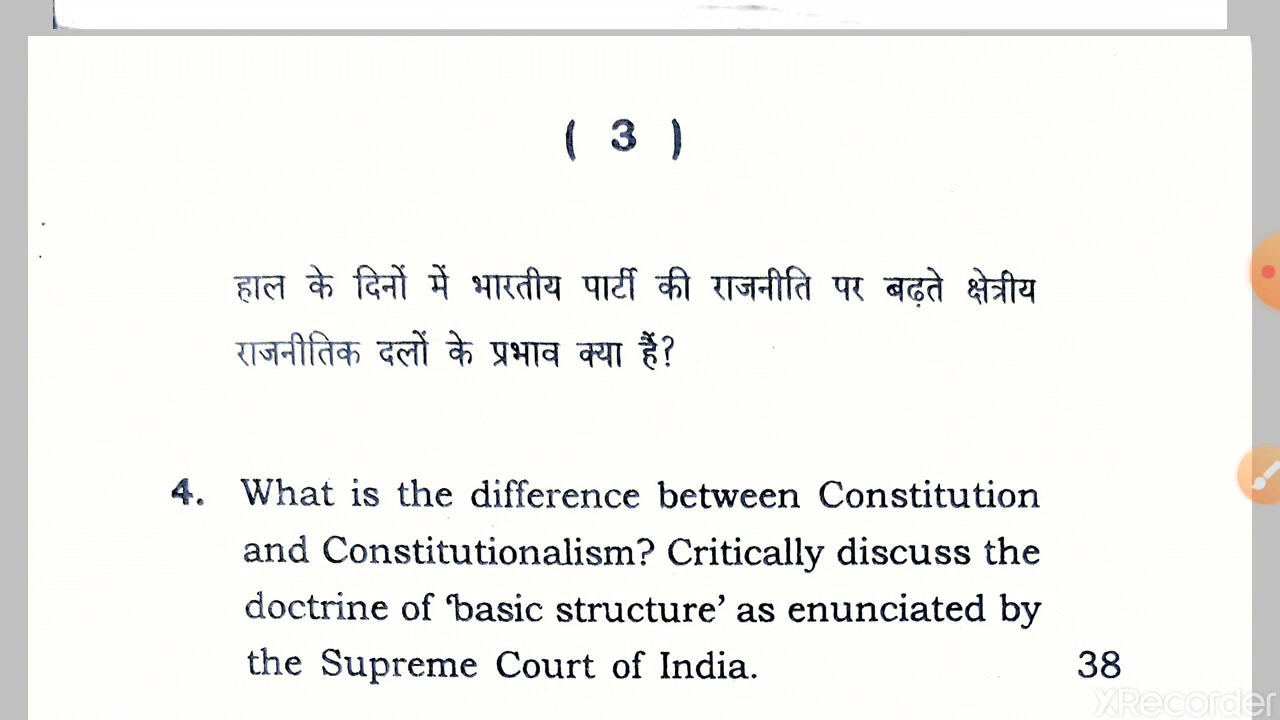 ( 3 )
हाल के दिनों में भारतीय पार्टी की राजनीति पर बढ़ते क्षेत्रीय
राजनीतिक दलों के प्रभाव क्या हैं?
4. What is the difference between Constitution
and Constitutionalism? Critically discuss the
doctrine of ‘basic structure’ as enunciated by
the Supreme Court of India. 38
XRecorder